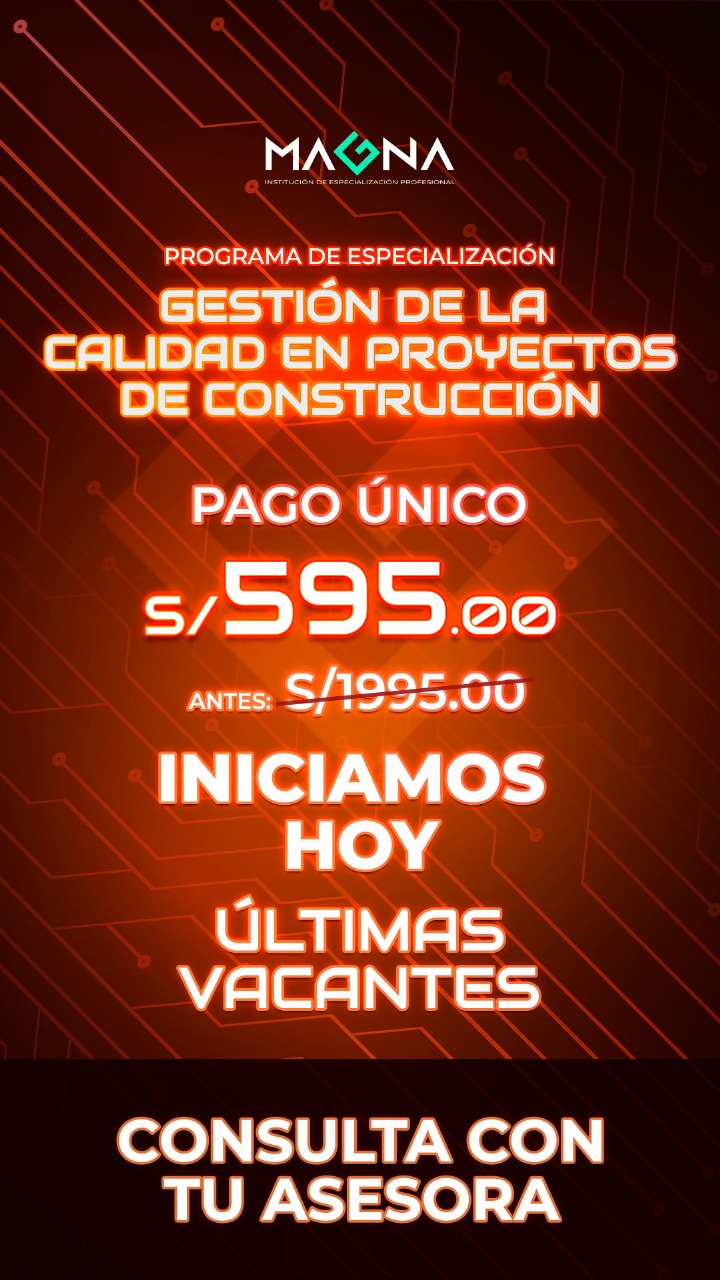 MAGNA
INSTITUCIÓN DE ESPECIALIZACIÓN PROFESIONAL
PROGRAMA DE ESPECIALIZACIÓN
GESTIÓN DE LA
CALIDAD EN PROYECTOS
DE CONSTRUCCIÓN
PAGO ÚNICO
S/595.00
ANTES: S/1995.00
INICIAMOS
HOY
ÚLTIMAS
VACANTES
CONSULTA CON
TU ASESORA